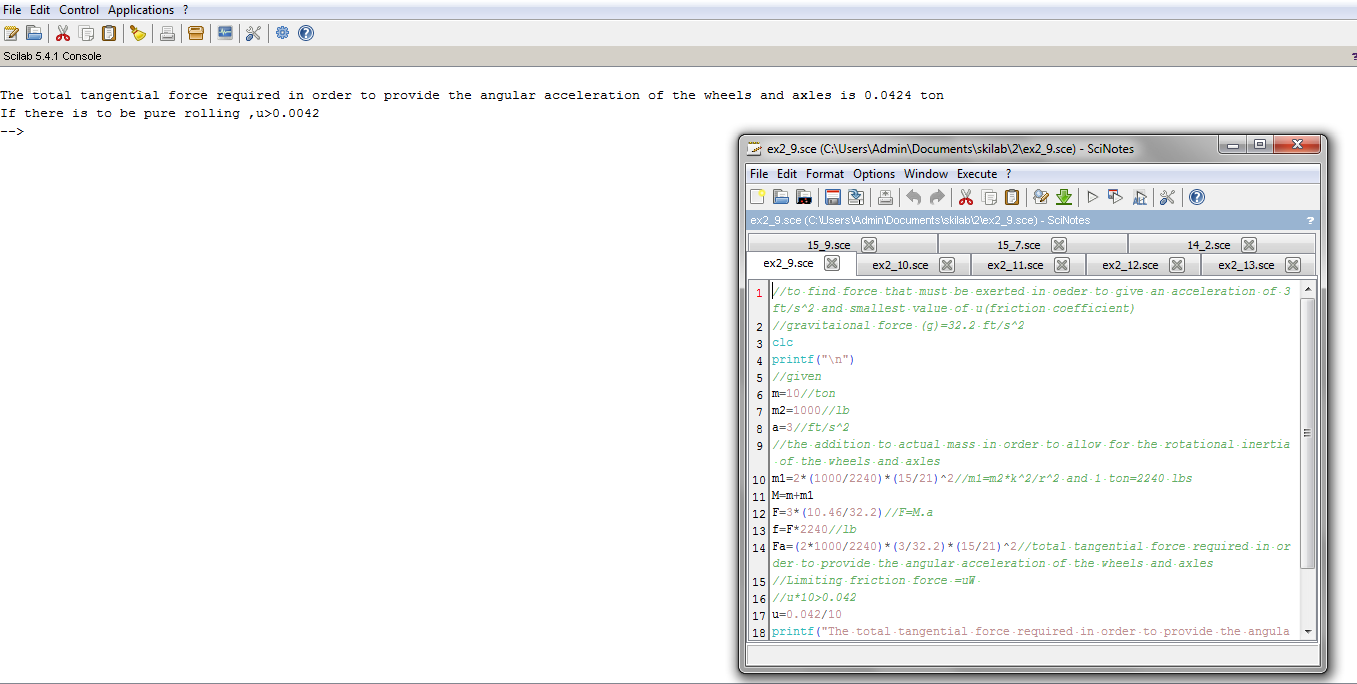 File Edit Control Applications ?
Scilab 5.4.1 Console
?
The total tangential force required in order to provide the angular acceleration of the wheels and axles is 0.0424 ton
If there is to be pure rolling ,u>0.0042
-->
ex2_9.sce (C:\Users\Admin\Documents\skilab\2\ex2_9.sce) - SciNotes
File Edit Format Options Window Execute ?
ex2_9.sce (C:\Users\Admin\Documents\skilab\2\ex2_9.sce) - SciNotes ?
15_9.sce 15_7.sce 14_2.sce
ex2_9.sce ex2_10.sce ex2_11.sce ex2_12.sce ex2_13.sce
1 //to find force that must be exerted in oeder to give an acceleration of 3
ft/s^2 and smallest value of u(friction coefficient)
2 //gravitaional force (g)=32.2 ft/s^2
3 clc
4 printf("\n")
5 //given
6 m=10//ton
7 m2=1000//lb
8 a=3//ft/s^2
9 //the addition to actual mass in order to allow for the rotational inertia
of the wheels and axles
10 m1=2*(1000/2240)*(15/21)^2//m1=m2*k^2/r^2 and 1 ton=2240 lbs
11 M=m+m1
12 F=3*(10.46/32.2)//F=M.a
13 f=F*2240//lb
14 Fa=(2*1000/2240)*(3/32.2)*(15/21)^2//total tangential force required in or
der to provide the angular acceleration of the wheels and axles
15 //Limiting friction force =uW
16 //u*10>0.042
17 u=0.042/10
18 printf("The total tangential force required in order to provide the angula